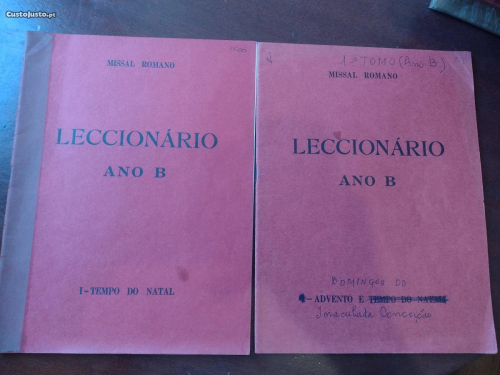 CustoJusto.pt
MISSAL ROMANO
LECCIONÁRIO
ANO B
I - TEMPO DO NATAL
1º TOMO (Ano B)
MISSAL ROMANO
LECCIONÁRIO
ANO B
DOMINGOS DO
- ADVENTO E TEMPO DO NATAL
Imaculada Conceição